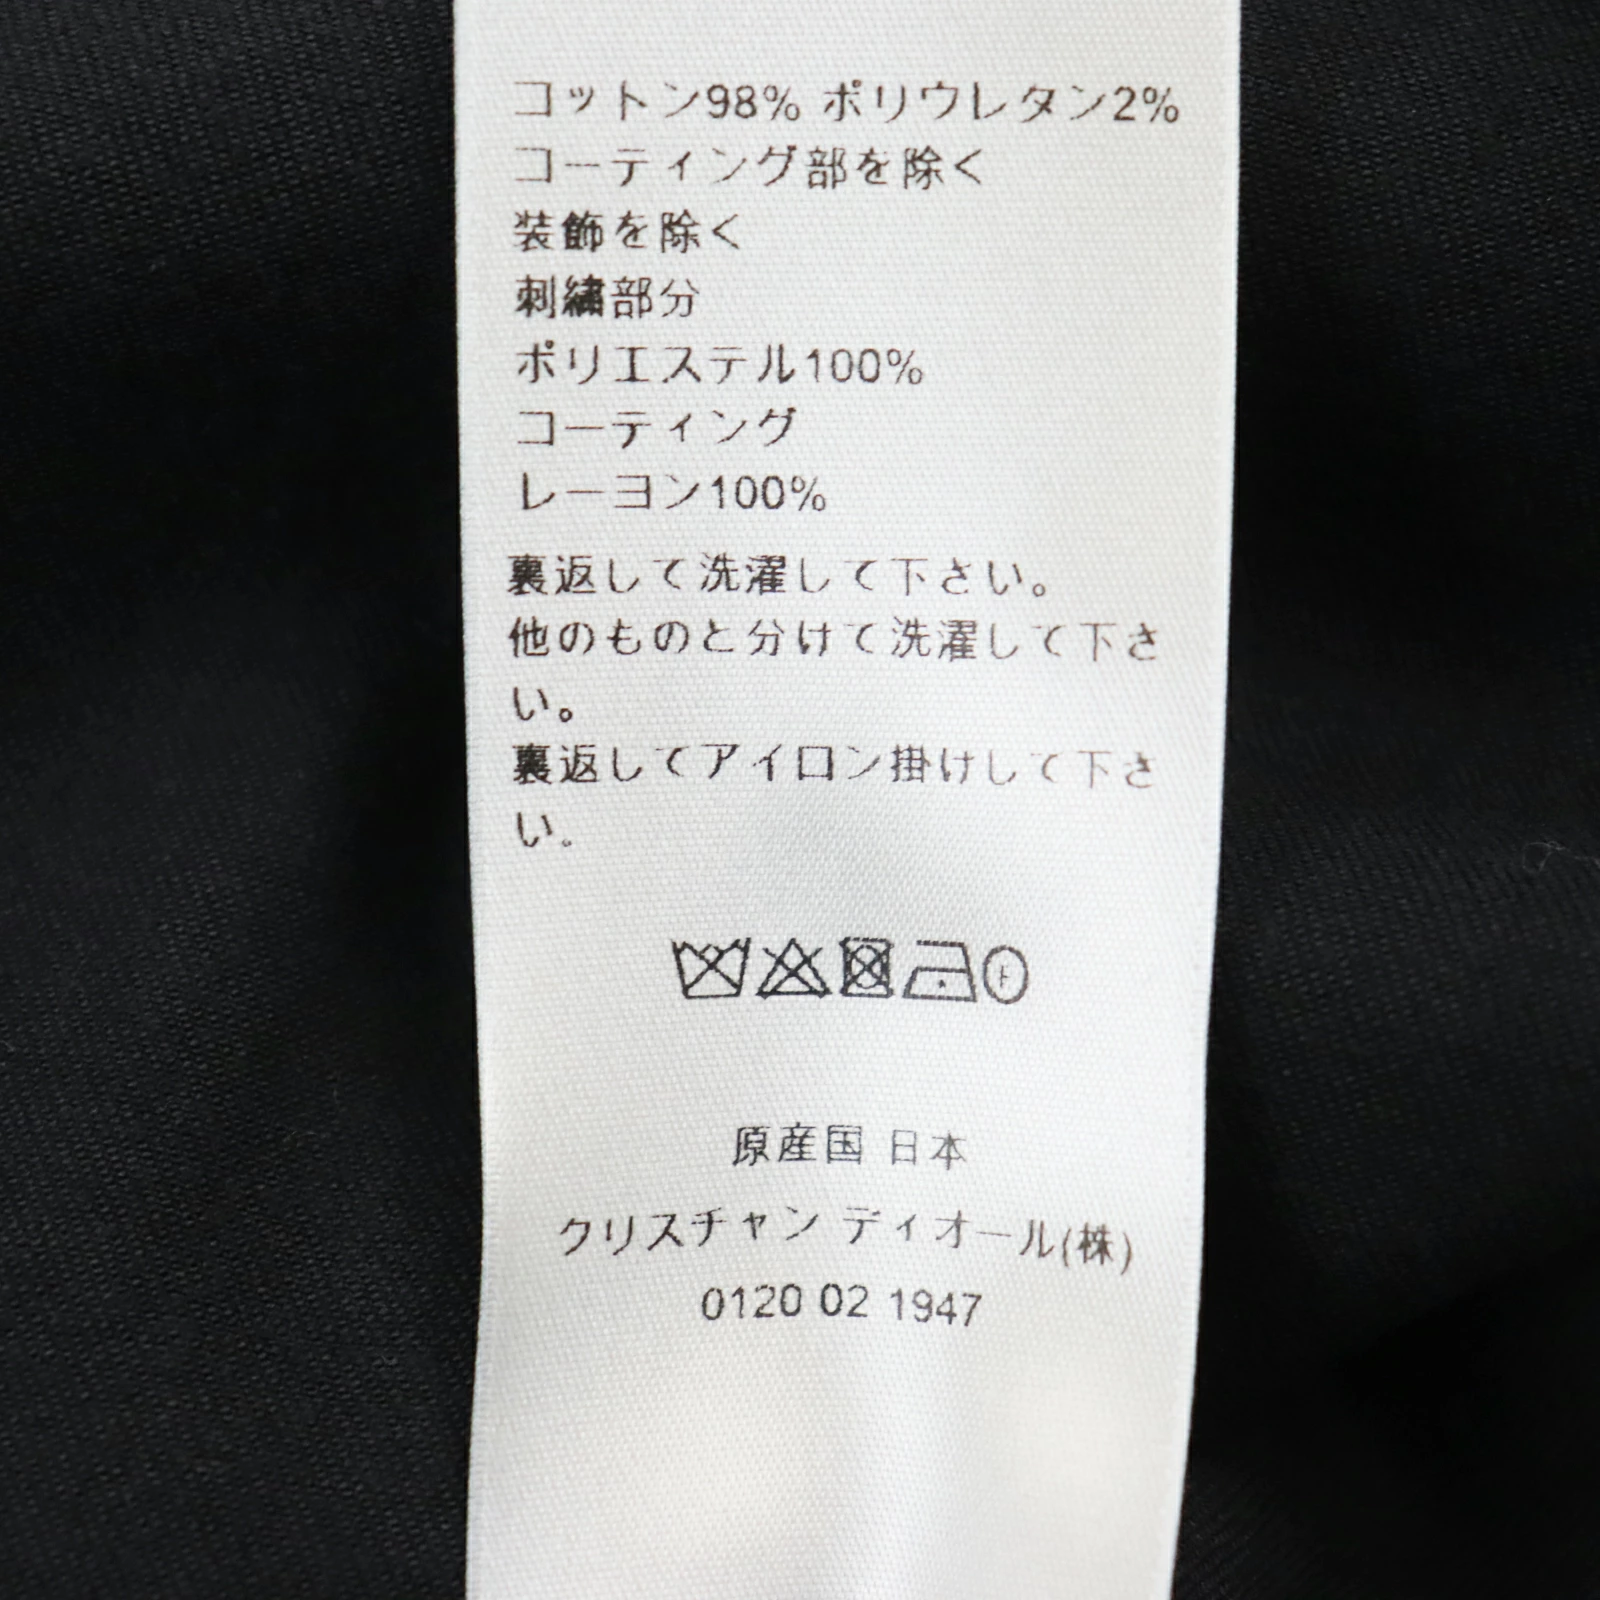 コットン98% ポリウレタン2%
コーティング部を除く
装飾を除く
刺繍部分
ポリエステル100%
コーティング
レーヨン100%
裏返して洗濯して下さい。
他のものと分けて洗濯して下さ
い。
裏返してアイロン掛けして下さ
い。
F
原産国 日本
クリスチャン ディオール(株)
0120 02 1947